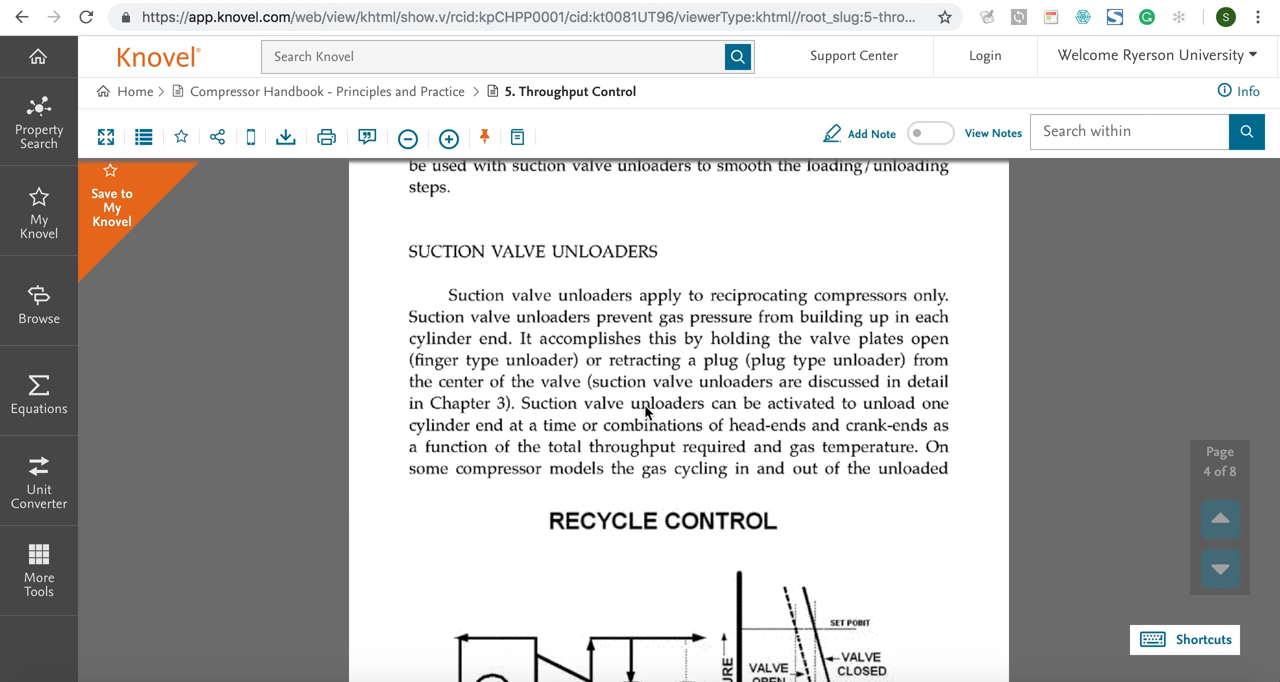 https://app.knovel.com/web/view/khtml/show.v/rcid:kpCHPP0001/cid:kt0081UT96/viewerType:khtml//root_slug:5-thro...
S
Knovel
Search Knovel
Support Center
Login
Welcome Ryerson University
Home > Compressor Handbook - Principles and Practice > 5. Throughput Control
Info
Add Note
View Notes
Search within
Property
Search
My
Knovel
Browse
Equations
Unit
Converter
More
Tools
Save to
My
Knovel
be used with suction valve unloaders to smooth the loading/unloading
steps.
SUCTION VALVE UNLOADERS
Suction valve unloaders apply to reciprocating compressors only.
Suction valve unloaders prevent gas pressure from building up in each
cylinder end. It accomplishes this by holding the valve plates open
(finger type unloader) or retracting a plug (plug type unloader) from
the center of the valve (suction valve unloaders are discussed in detail
in Chapter 3). Suction valve unloaders can be activated to unload one
cylinder end at a time or combinations of head-ends and crank-ends as
a function of the total throughput required and gas temperature. On
some compressor models the gas cycling in and out of the unloaded
RECYCLE CONTROL
SET POINT
VALVE
CLOSED
VALVE
OPEN
Page
4 of 8
Shortcuts